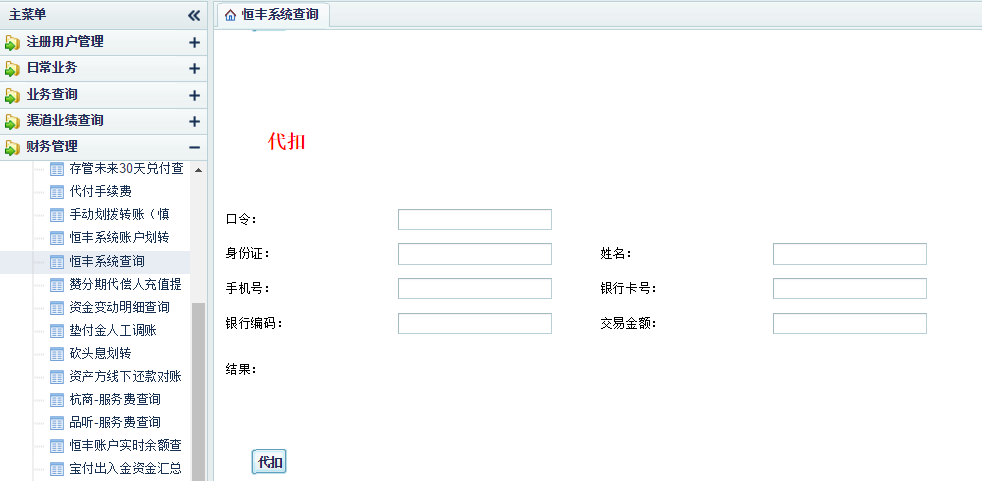 主菜单
注册用户管理
日常业务
业务查询
渠道业绩查询
财务管理
存管未来30天兑付查
代付手续费
手动划拨转账（慎
恒丰系统账户划转
恒丰系统查询
赞分期代偿人充值提
资金变动明细查询
垫付金人工调账
砍头息划转
资产方线下还款对账
杭商-服务费查询
品听-服务费查询
恒丰账户实时余额查
宝付出入金资金汇总
恒丰系统查询
代扣
口令：
身份证： 姓名：
手机号： 银行卡号：
银行编码： 交易金额：
结果：
代扣